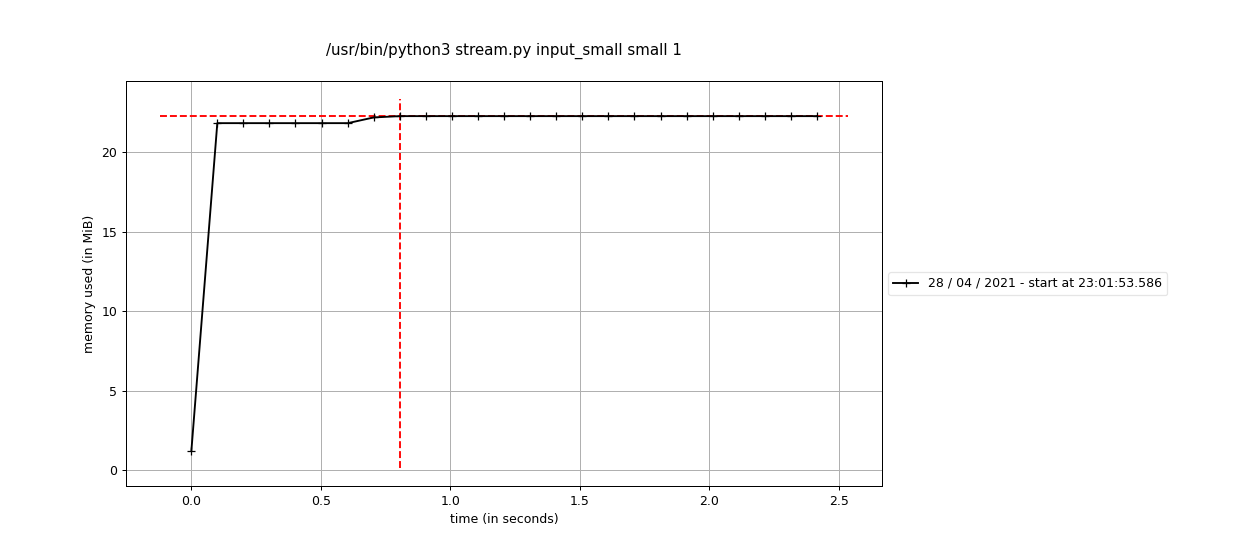 /usr/bin/python3 stream.py input_small small 1
memory used (in MiB)
20
15
10
5
0
0.0 0.5 1.0 1.5 2.0 2.5
time (in seconds)
28 / 04 / 2021 - start at 23:01:53.586